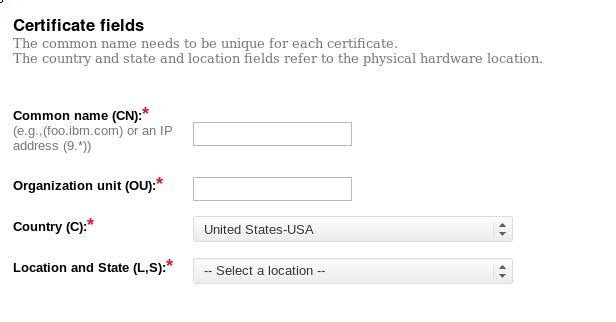 Certificate fields
The common name needs to be unique for each certificate.
The country and state and location fields refer to the physical hardware location.
Common name (CN):*
(e.g.,(foo.ibm.com) or an IP
address (9.*))
Organization unit (OU):*
Country (C):*
United States-USA
Location and State (L,S):*
-- Select a location --